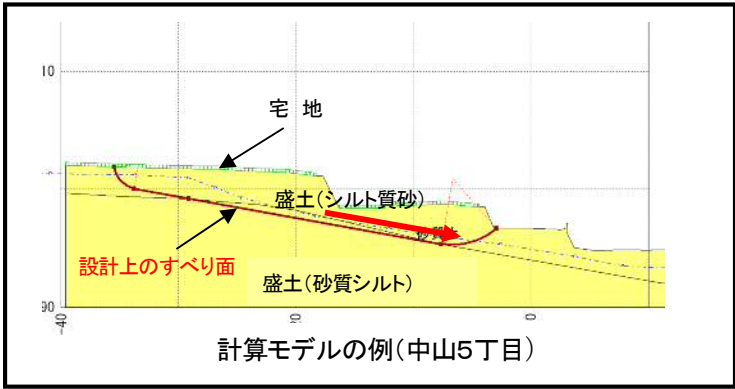 10
宅 地
盛土(シルト質砂)
設計上のすべり面
盛土(砂質シルト)
90
-40
0
計算モデルの例(中山5丁目)